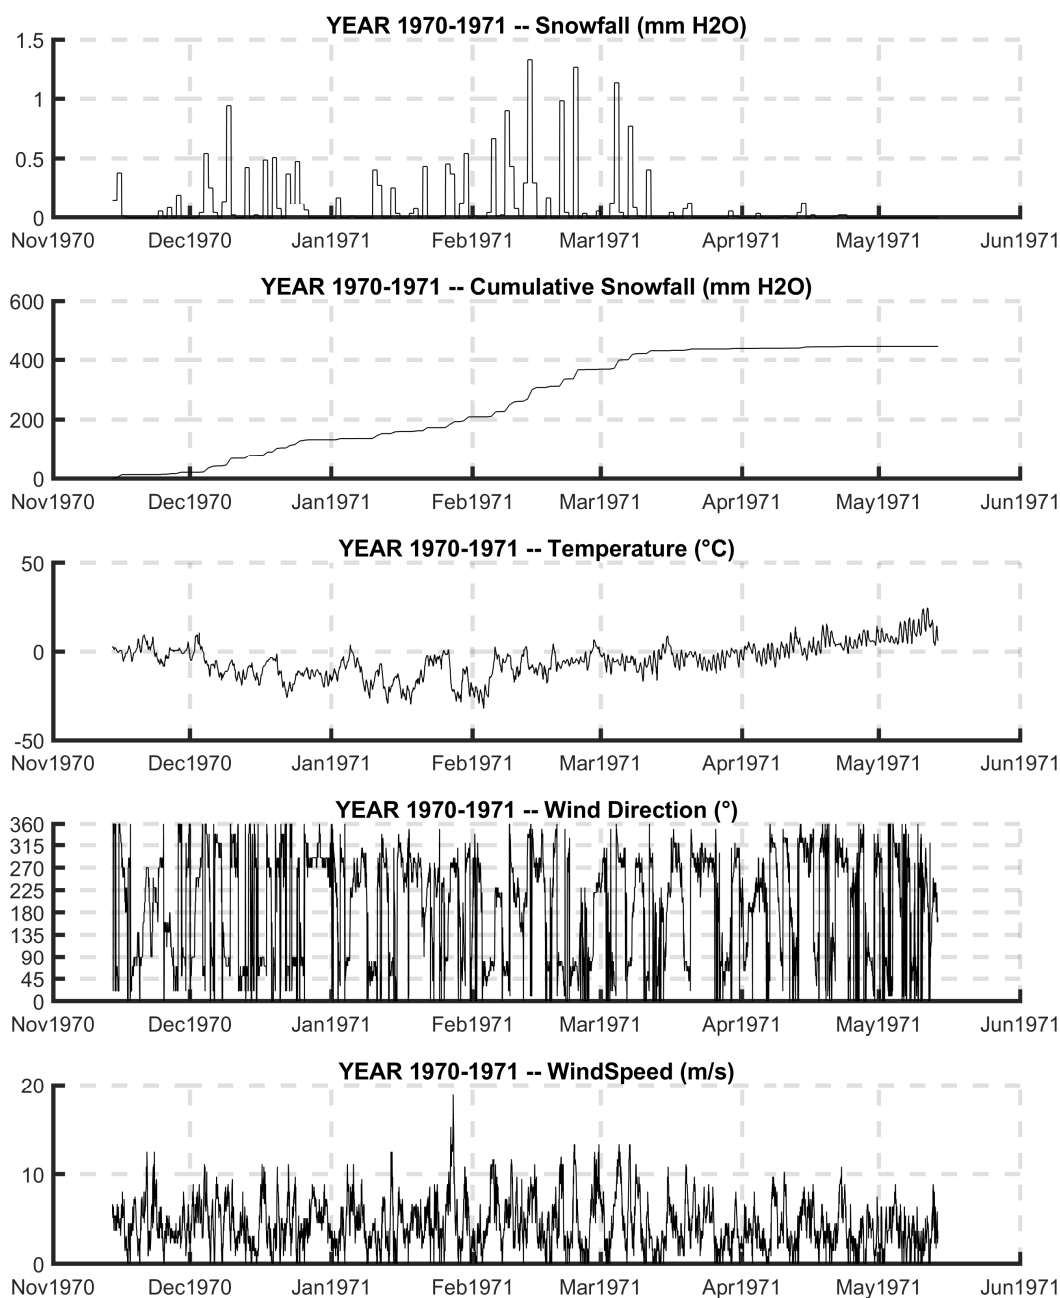 YEAR 1970-1971 -- Snowfall (mm H2O)
1.5
1
0.5
0
Nov1970 Dec1970 Jan1971 Feb1971 Mar1971 Apr1971 May1971 Jun1971
YEAR 1970-1971 -- Cumulative Snowfall (mm H2O)
600
400
200
0
Nov1970 Dec1970 Jan1971 Feb1971 Mar1971 Apr1971 May1971 Jun1971
YEAR 1970-1971 -- Temperature (°C)
50
0
-50
Nov1970 Dec1970 Jan1971 Feb1971 Mar1971 Apr1971 May1971 Jun1971
YEAR 1970-1971 -- Wind Direction (°)
360
315
270
225
180
135
90
45
0
Nov1970 Dec1970 Jan1971 Feb1971 Mar1971 Apr1971 May1971 Jun1971
YEAR 1970-1971 -- WindSpeed (m/s)
20
10
0
Nov1970 Dec1970 Jan1971 Feb1971 Mar1971 Apr1971 May1971 Jun1971